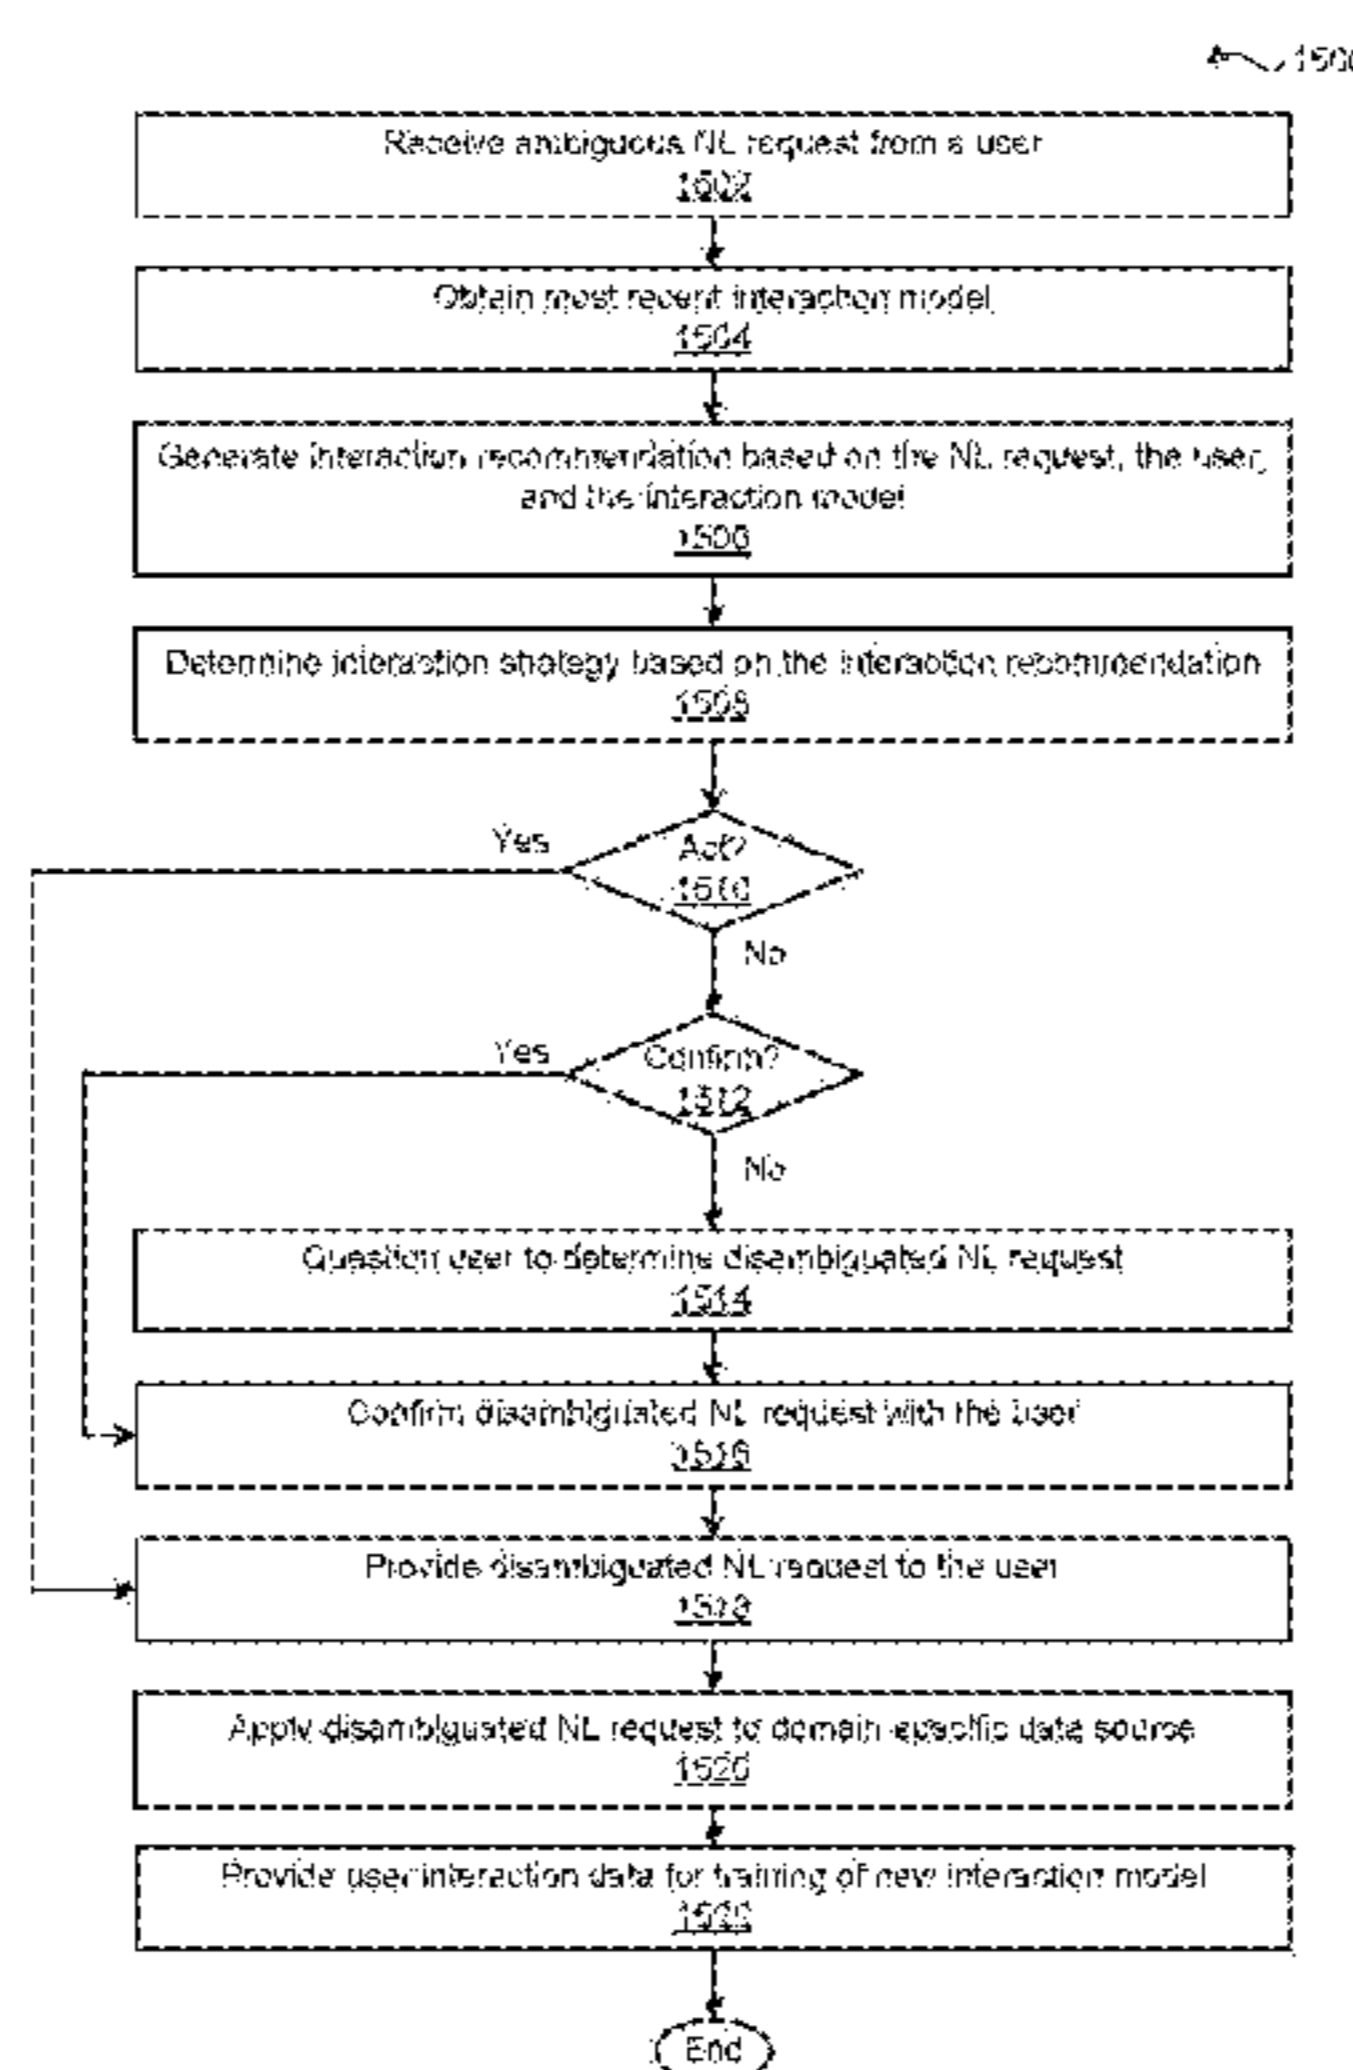 1500
Receive ambiguous NL request from a user
1502
Obtain most recent interaction model
1504
Generate interaction recommendation based on the NL request, the user,
and the interaction model
1506
Determine interaction strategy based on the interaction recommendation
1508
Act?
1510
Yes
No
Confirm?
1512
Yes
No
Question user to determine disambiguated NL request
1514
Confirm disambiguated NL request with the user
1516
Provide disambiguated NL request to the user
1518
Apply disambiguated NL request to domain-specific data source
1520
Provide user interaction data for training of new interaction model
1522
End